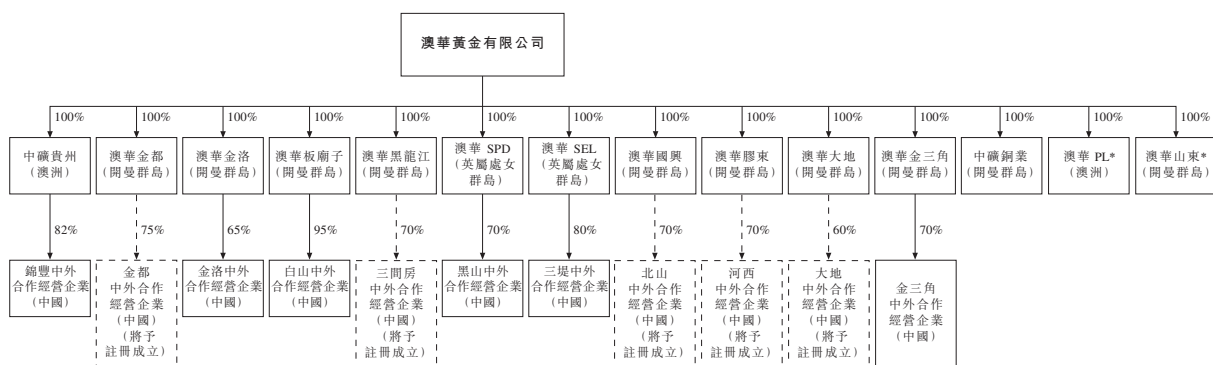 澳華黃金有限公司
100% 100% 100% 100% 100% 100% 100% 100% 100% 100% 100% 100% 100% 100%
中礦貴州
(澳洲)
澳華金都
(開曼群島)
澳華金洛
(開曼群島)
澳華板廟子
(開曼群島)
澳華黑龍江
(開曼群島)
澳華 SPD
(英屬處女
群島)
澳華 SEL
(英屬處女
群島)
澳華國興
(開曼群島)
澳華膠東
(開曼群島)
澳華大地
(開曼群島)
澳華金三角
(開曼群島)
中礦銅業
(開曼群島)
澳華 PL*
(澳洲)
澳華山東*
(開曼群島)
82% 75% 65% 95% 70% 70% 80% 70% 70% 60% 70%
錦豐中外
合作經營企業
(中國)
金都
中外合作
經營企業
(中國)
(將予
註冊成立)
金洛中外
合作經營企業
(中國)
白山中外
合作經營企業
(中國)
三間房
中外合作
經營企業
(中國)
(將予
註冊成立)
黑山中外
合作經營企業
(中國)
三堤中外
合作經營企業
(中國)
北山
中外合作
經營企業
(中國)
(將予
註冊成立)
河西
中外合作
經營企業
(中國)
(將予
註冊成立)
大地
中外合作
經營企業
(中國)
(將予
註冊成立)
金三角
中外合作
經營企業
(中國)